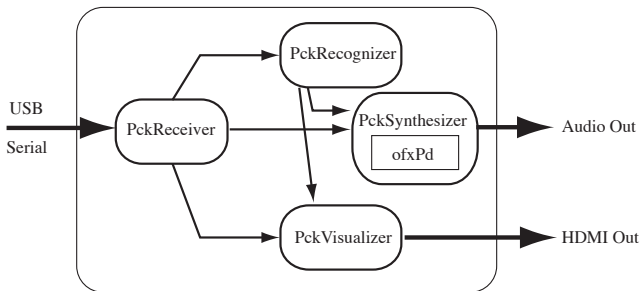 PckRecognizer
USB
Serial
PckReceiver
PckSynthesizer
ofxPd
Audio Out
PckVisualizer
HDMI Out